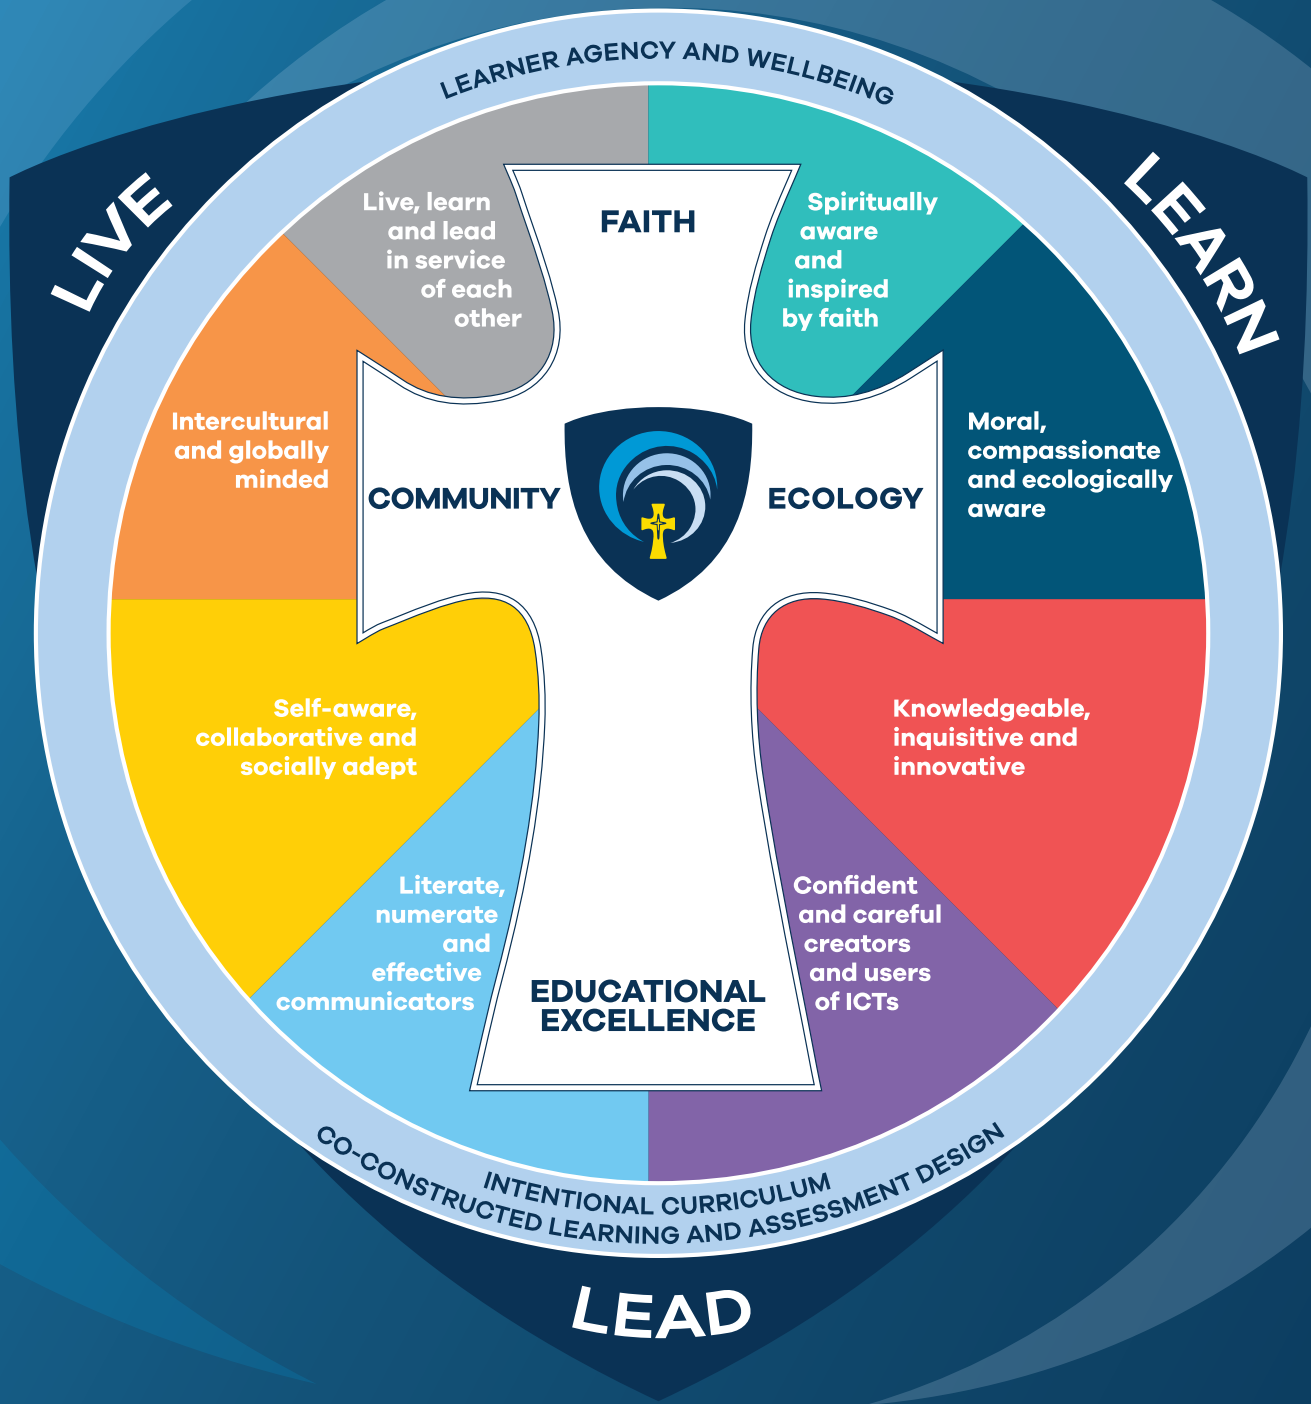 LEARNER AGENCY AND WELLBEING
LIVE
LEARN
Live, learn
and lead
in service
of each
other
FAITH
Spiritually
aware
and
inspired
by faith
Intercultural
and globally
minded
COMMUNITY
ECOLOGY
Moral,
compassionate
and ecologically
aware
Self-aware,
collaborative and
socially adept
Knowledgeable,
inquisitive and
innovative
Literate,
numerate
and
effective
communicators
EDUCATIONAL
EXCELLENCE
Confident
and careful
creators
and users
of ICTs
INTENTIONAL CURRICULUM
CO-CONSTRUCTED LEARNING AND ASSESSMENT DESIGN
LEAD